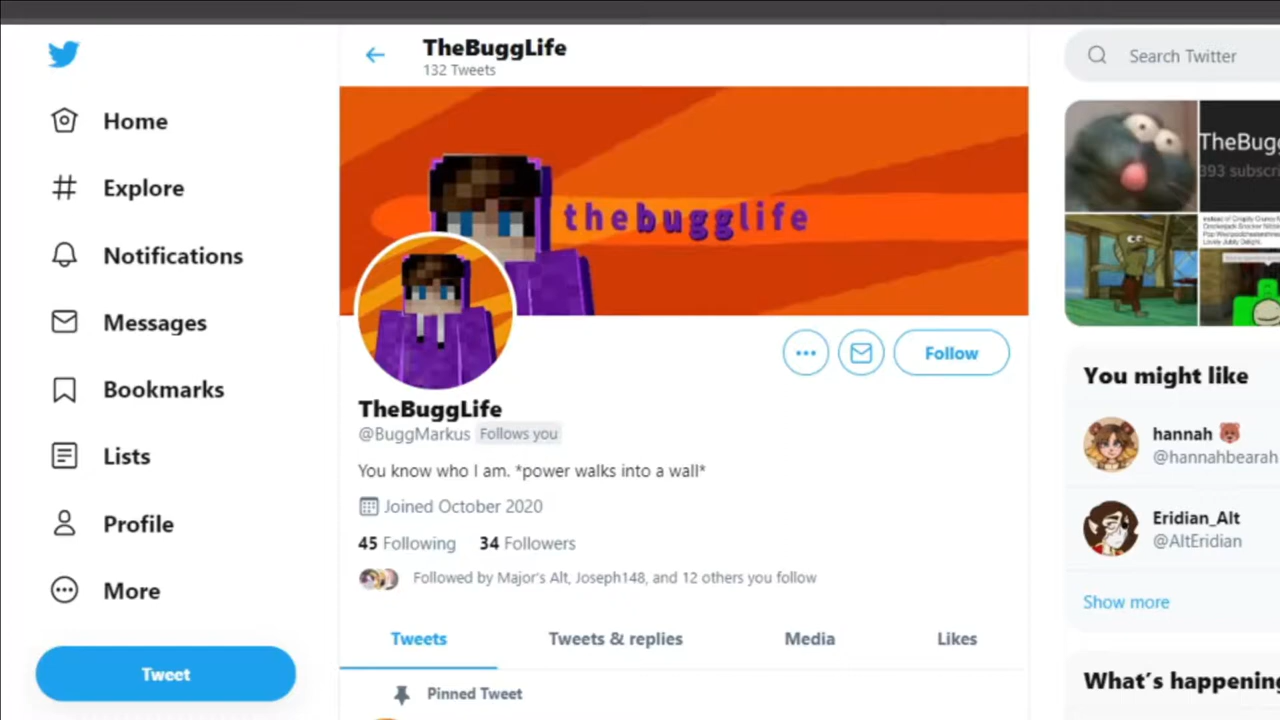 TheBuggLife
132 Tweets
Search Twitter
Home
Explore
Notifications
Messages
Bookmarks
Lists
Profile
More
Tweet
thebugglife
Follow
TheBuggLife
@BuggMarkus Follows you
You know who I am. *power walks into a wall*
Joined October 2020
45 Following 34 Followers
Followed by Major's Alt, Joseph148, and 12 others you follow
Tweets Tweets & replies Media Likes
Pinned Tweet
TheBugg
393 subscri
You might like
hannah
@hannahbearah
Eridian_Alt
@AltEridian
Show more
What's happening